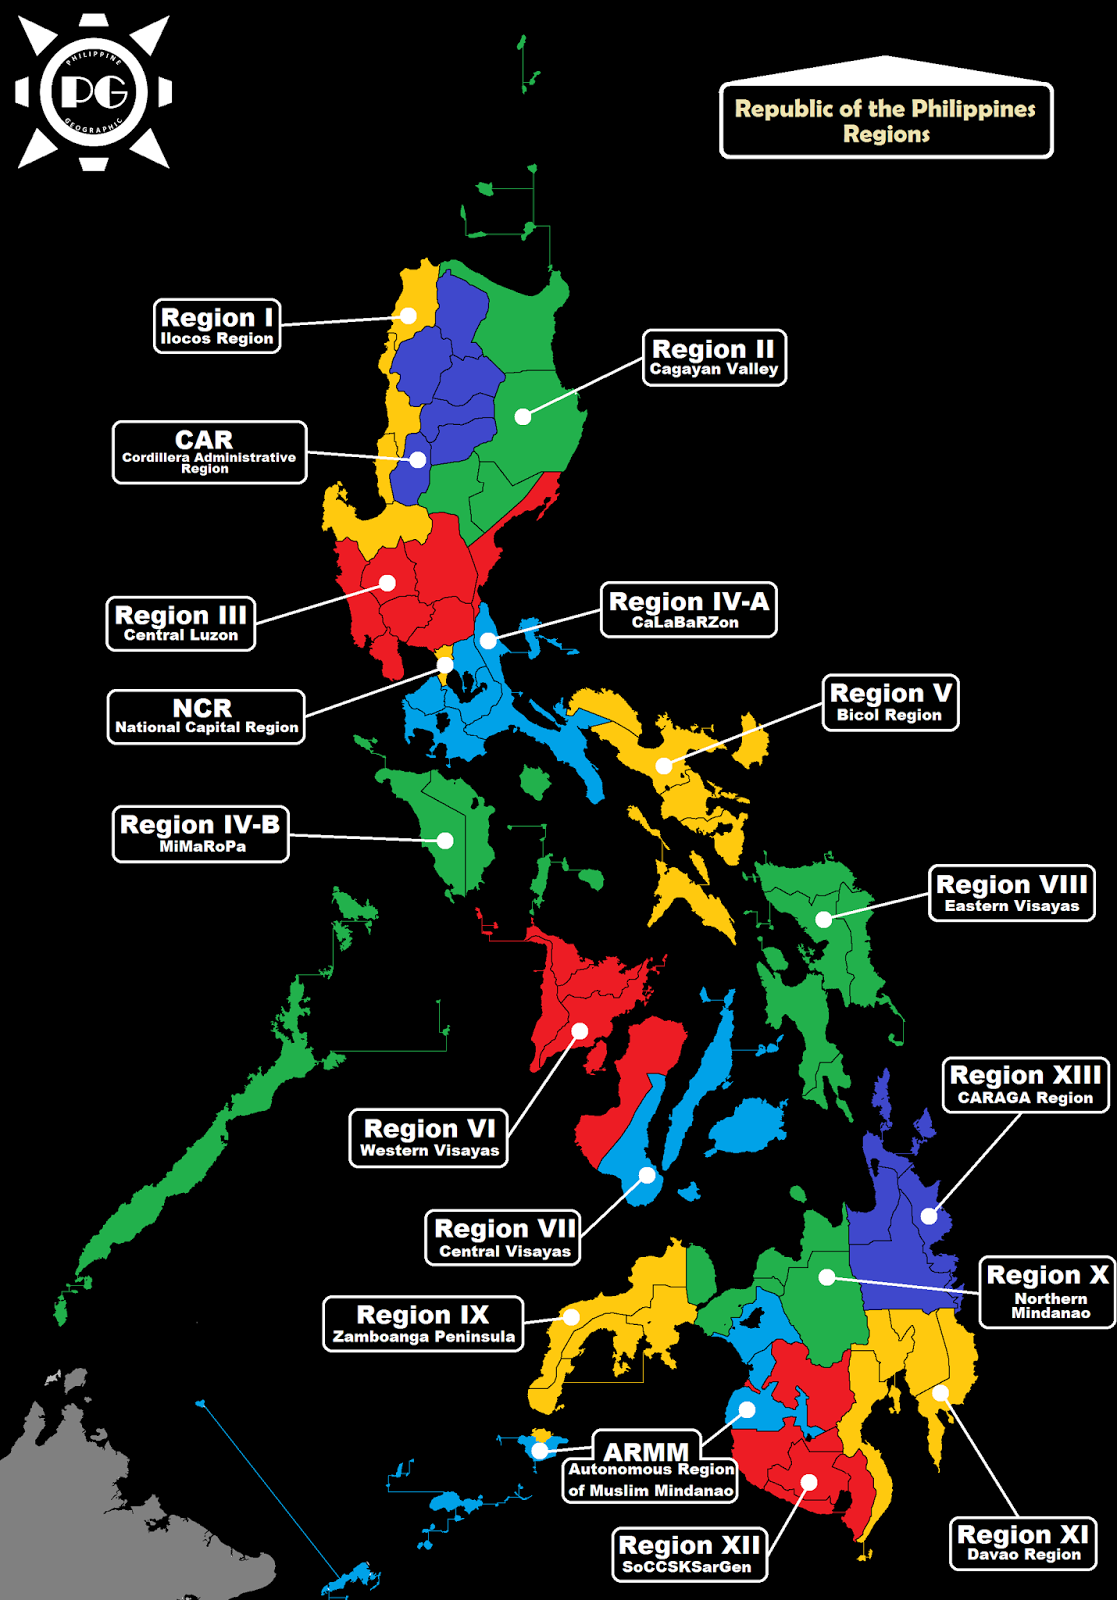 PHILIPPINE
PG
GEOGRAPHIC
Republic of the Philippines
Regions
Region I
Ilocos Region
Region II
Cagayan Valley
CAR
Cordillera Administrative
Region
Region III
Central Luzon
Region IV-A
CaLaBaRZon
NCR
National Capital Region
Region V
Bicol Region
Region IV-B
MiMaRoPa
Region VIII
Eastern Visayas
Region XIII
CARAGA Region
Region VI
Western Visayas
Region VII
Central Visayas
Region X
Northern
Mindanao
Region IX
Zamboanga Peninsula
ARMM
Autonomous Region
of Muslim Mindanao
Region XII
SoCCSKSarGen
Region XI
Davao Region